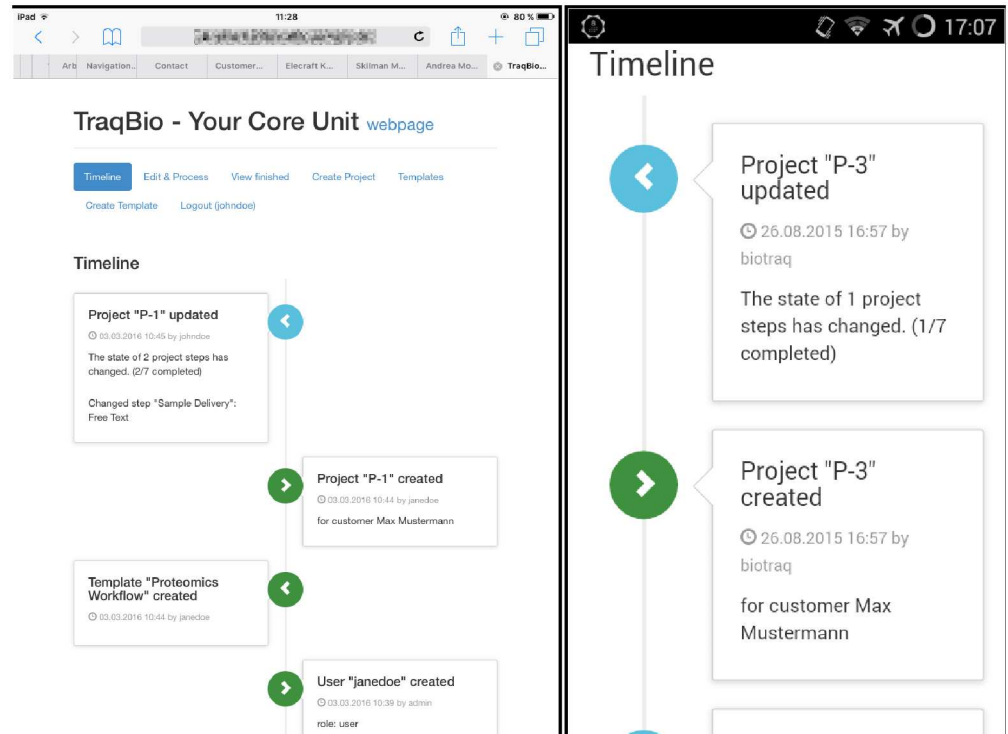 iPad
11:28
80 %
Arb
Navigation...
Contact
Customer...
Elecraft K...
Skilman M...
Andrea Mo...
TraqBio...
TraqBio - Your Core Unit webpage
Timeline
Edit & Process
View finished
Create Project
Templates
Create Template
Logout (johndoe)
Timeline
Project "P-1" updated
03.03.2016 10:45 by johndoe
The state of 2 project steps has
changed. (2/7 completed)
Changed step "Sample Delivery":
Free Text
Project "P-1" created
03.03.2016 10:44 by janedoe
for customer Max Mustermann
Template "Proteomics
Workflow" created
03.03.2016 10:44 by janedoe
User "janedoe" created
03.03.2016 10:39 by admin
role: user
17:07
Timeline
Project "P-3"
updated
26.08.2015 16:57 by
biotraq
The state of 1 project
steps has changed. (1/7
completed)
Project "P-3"
created
26.08.2015 16:57 by
biotraq
for customer Max
Mustermann